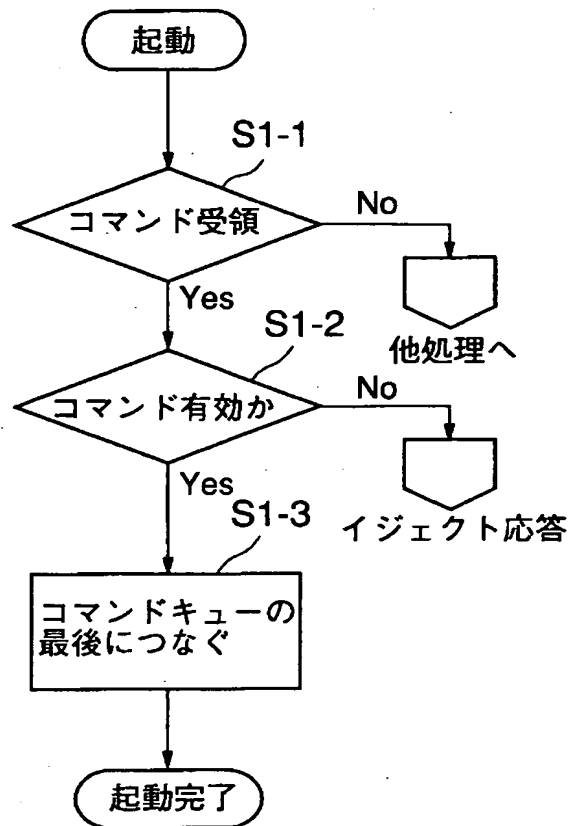 起動
S1-1
コマンド受領
No
Yes
他処理へ
S1-2
コマンド有効か
No
Yes
イジェクト応答
S1-3
コマンドキューの
最後につなぐ
起動完了